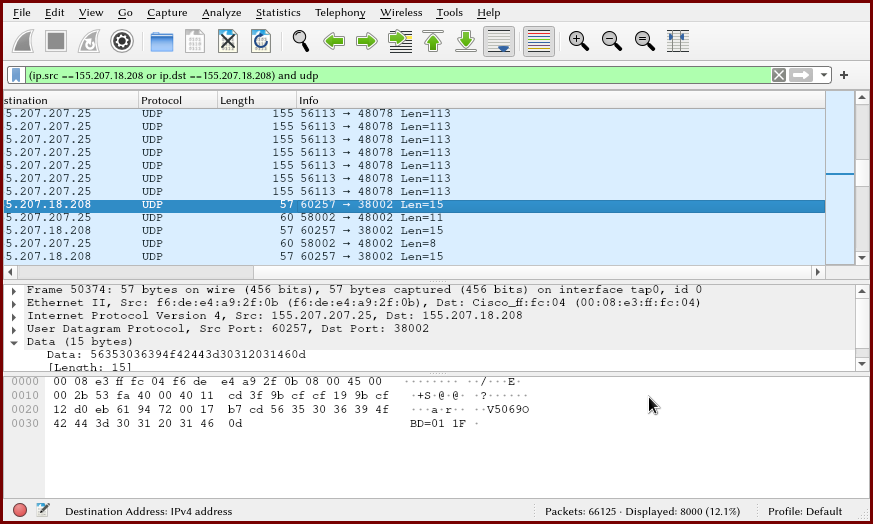 File Edit View Go Capture Analyze Statistics Telephony Wireless Tools Help
(ip.src ==155.207.18.208 or ip.dst ==155.207.18.208) and udp
stination Protocol Length Info
5.207.207.25 UDP 155 56113 → 48078 Len=113
5.207.207.25 UDP 155 56113 → 48078 Len=113
5.207.207.25 UDP 155 56113 → 48078 Len=113
5.207.207.25 UDP 155 56113 → 48078 Len=113
5.207.207.25 UDP 155 56113 → 48078 Len=113
5.207.207.25 UDP 155 56113 → 48078 Len=113
5.207.207.25 UDP 155 56113 → 48078 Len=113
5.207.18.208 UDP 57 60257 → 38002 Len=15
5.207.207.25 UDP 60 58002 → 48002 Len=11
5.207.18.208 UDP 57 60257 → 38002 Len=15
5.207.207.25 UDP 60 58002 → 48002 Len=8
5.207.18.208 UDP 57 60257 → 38002 Len=15
Frame 50374: 57 bytes on wire (456 bits), 57 bytes captured (456 bits) on interface tap0, id 0
Ethernet II, Src: f6:de:e4:a9:2f:0b (f6:de:e4:a9:2f:0b), Dst: Cisco_ff:fc:04 (00:08:e3:ff:fc:04)
Internet Protocol Version 4, Src: 155.207.207.25, Dst: 155.207.18.208
User Datagram Protocol, Src Port: 60257, Dst Port: 38002
Data (15 bytes)
Data: 56353036394f42443d30312031460d
[Length: 15]
0000 00 08 e3 ff fc 04 f6 de e4 a9 2f 0b 08 00 45 00 ········ ··/···E·
0010 00 2b 53 fa 40 00 40 11 cd 3f 9b cf cf 19 9b cf ·+S·@·@· ·?······
0020 12 d0 eb 61 94 72 00 17 b7 cd 56 35 30 36 39 4f ···a·r·· ··V5069O
0030 42 44 3d 30 31 20 31 46 0d BD=01 1F ·
Destination Address: IPv4 address Packets: 66125 · Displayed: 8000 (12.1%) Profile: Default